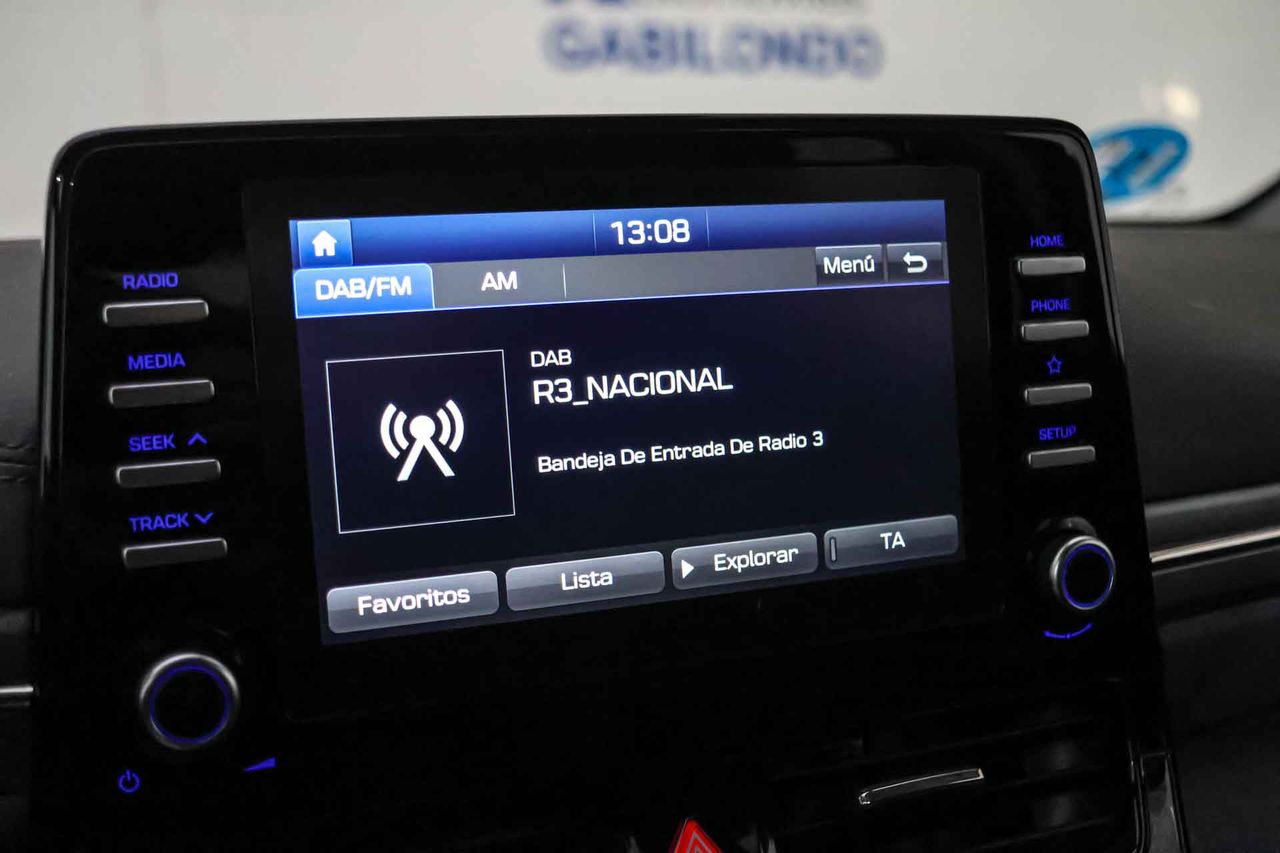 GABILONDO
13:08
DAB/FM
AM
Menú
DAB
R3_NACIONAL
Bandeja De Entrada De Radio 3
Favoritos
Lista
Explorar
TA
RADIO
MEDIA
SEEK
TRACK
HOME
PHONE
SETUP